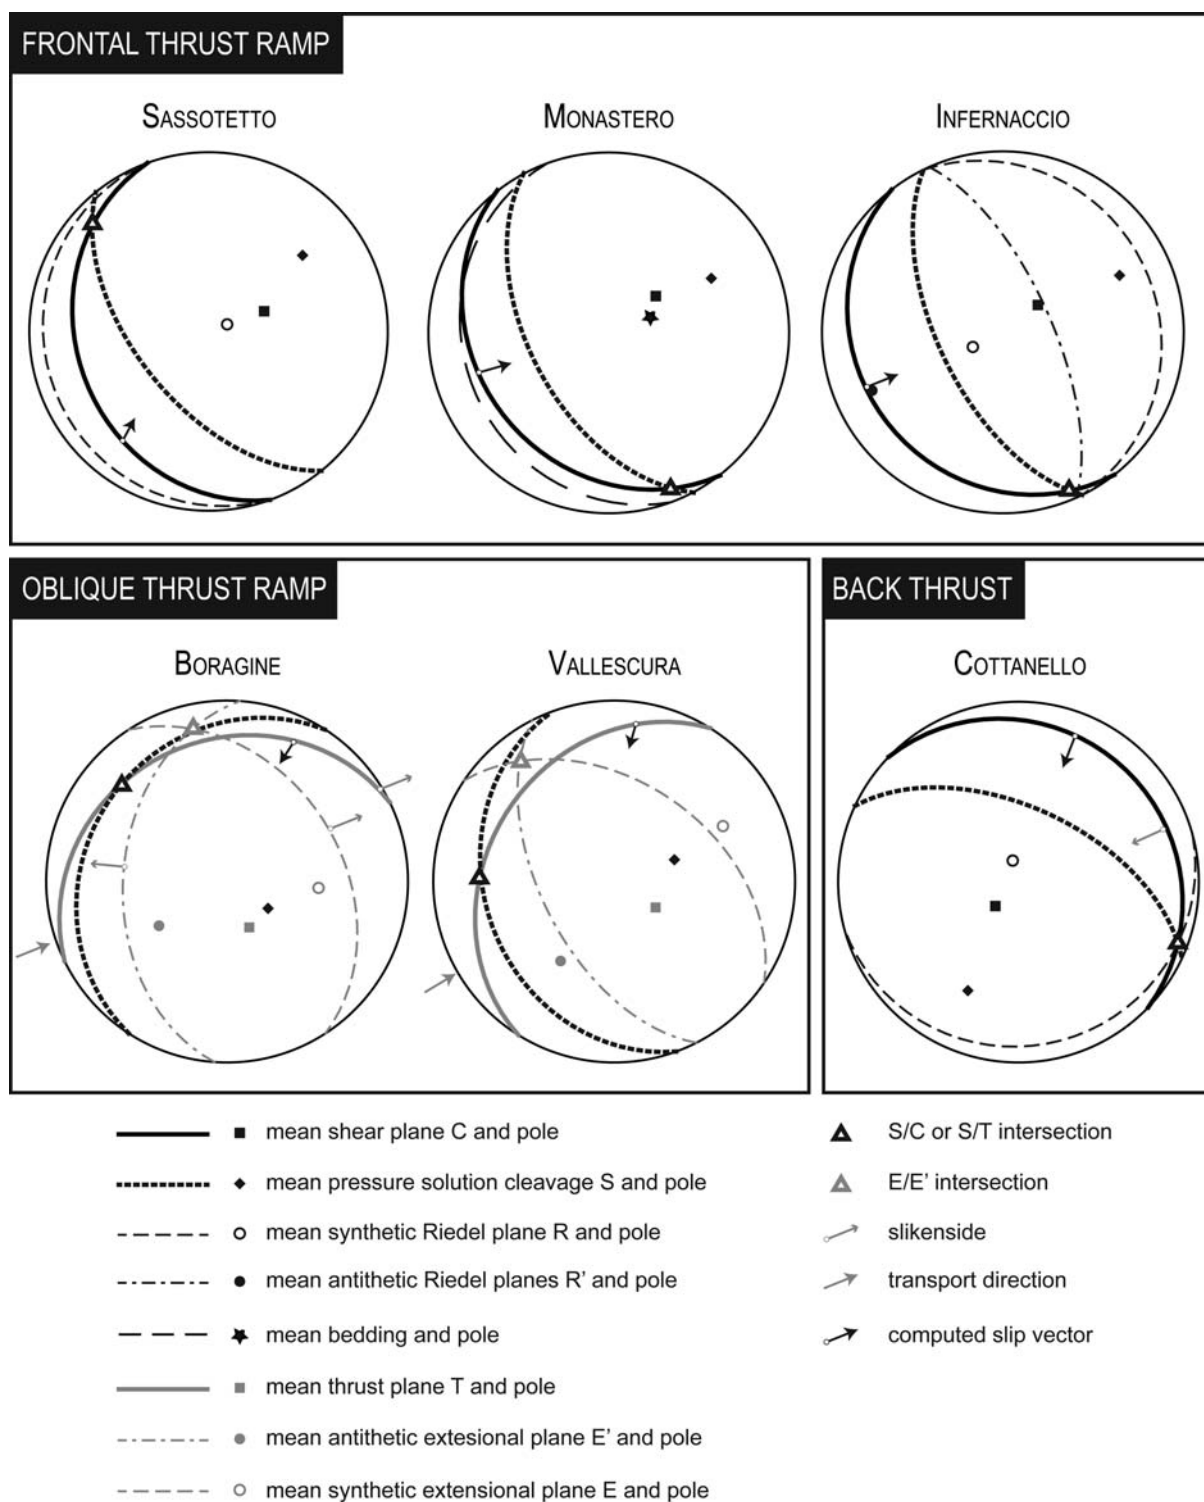 FRONTAL THRUST RAMP
SASSOTETTO
MONASTERO
INFERNACCIO
OBLIQUE THRUST RAMP
BACK THRUST
BORAGINE
VALLESCURA
COTTANELLO
mean shear plane C and pole
mean pressure solution cleavage S and pole
mean synthetic Riedel plane R and pole
mean antithetic Riedel planes R' and pole
mean bedding and pole
mean thrust plane T and pole
mean antithetic extesional plane E' and pole
mean synthetic extensional plane E and pole
S/C or S/T intersection
E/E' intersection
slikenside
transport direction
computed slip vector